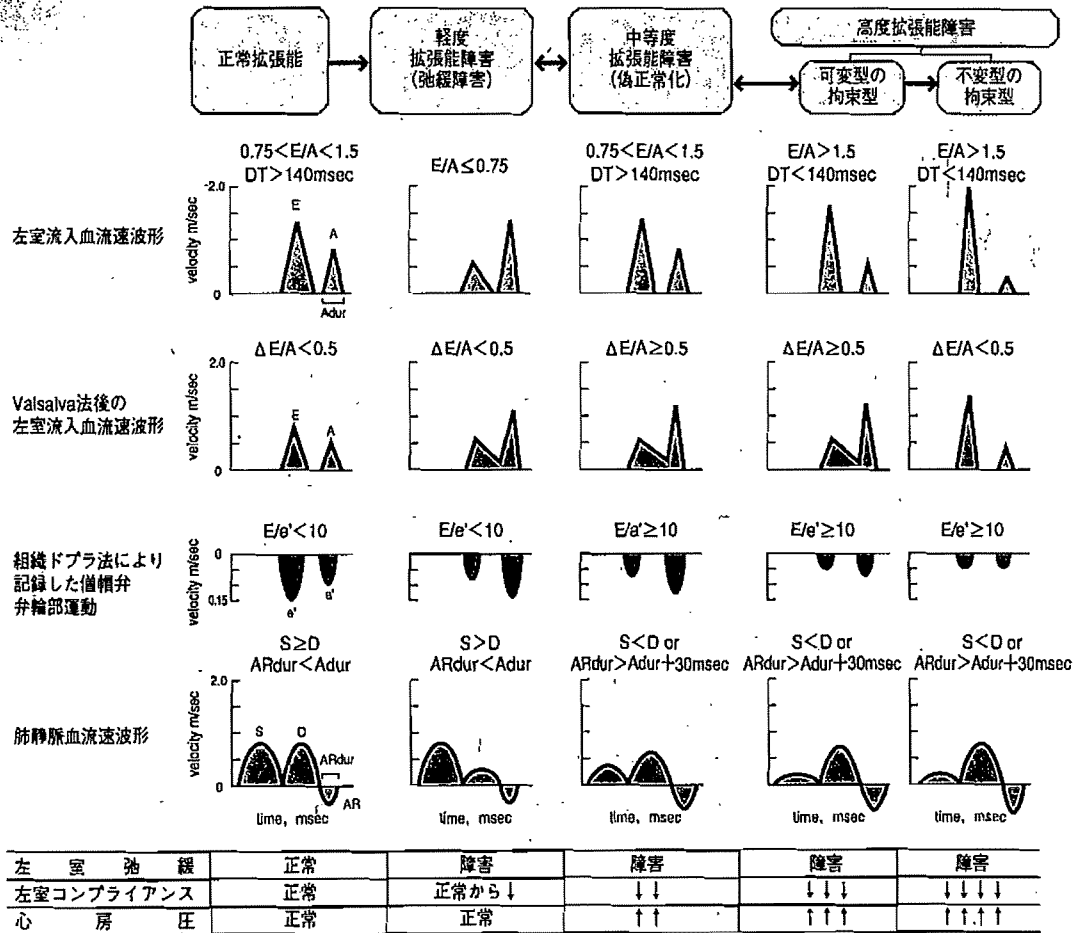 正常拡張能
軽度
拡張能障害
(弛緩障害)
中等度
拡張能障害
(偽正常化)
高度拡張能障害
可変型の
拘束型
不変型の
拘束型
左室流入血流速波形
0.75<E/A<1.5
DT>140msec
E/A≤0.75
0.75<E/A<1.5
DT>140msec
E/A>1.5
DT<140msec
E/A>1.5
DT<140msec
velocity m/sec
2.0
0
E
A
Adur
Valsalva法後の
左室流入血流速波形
ΔE/A<0.5
ΔE/A<0.5
ΔE/A≥0.5
ΔE/A≥0.5
ΔE/A<0.5
velocity m/sec
2.0
0
E
A
組織ドプラ法により
記録した僧帽弁
弁輪部運動
E/e'<10
E/e'<10
E/a'≥10
E/e'≥10
E/e'≥10
velocity m/sec
0
0.15
e'
a'
肺静脈血流速波形
S≥D
ARdur<Adur
S>D
ARdur<Adur
S<D or
ARdur>Adur+30msec
S<D or
ARdur>Adur+30msec
S<D or
ARdur>Adur+30msec
velocity m/sec
2.0
0
S
D
ARdur
AR
time, msec
time, msec
time, msec
time, msec
time, msec
左室弛緩 正常 障害 障害 障害 障害
左室コンプライアンス 正常 正常から↓ ↓↓ ↓↓↓ ↓↓↓↓
心房圧 正常 正常 ↑↑ ↑↑↑ ↑↑↑↑